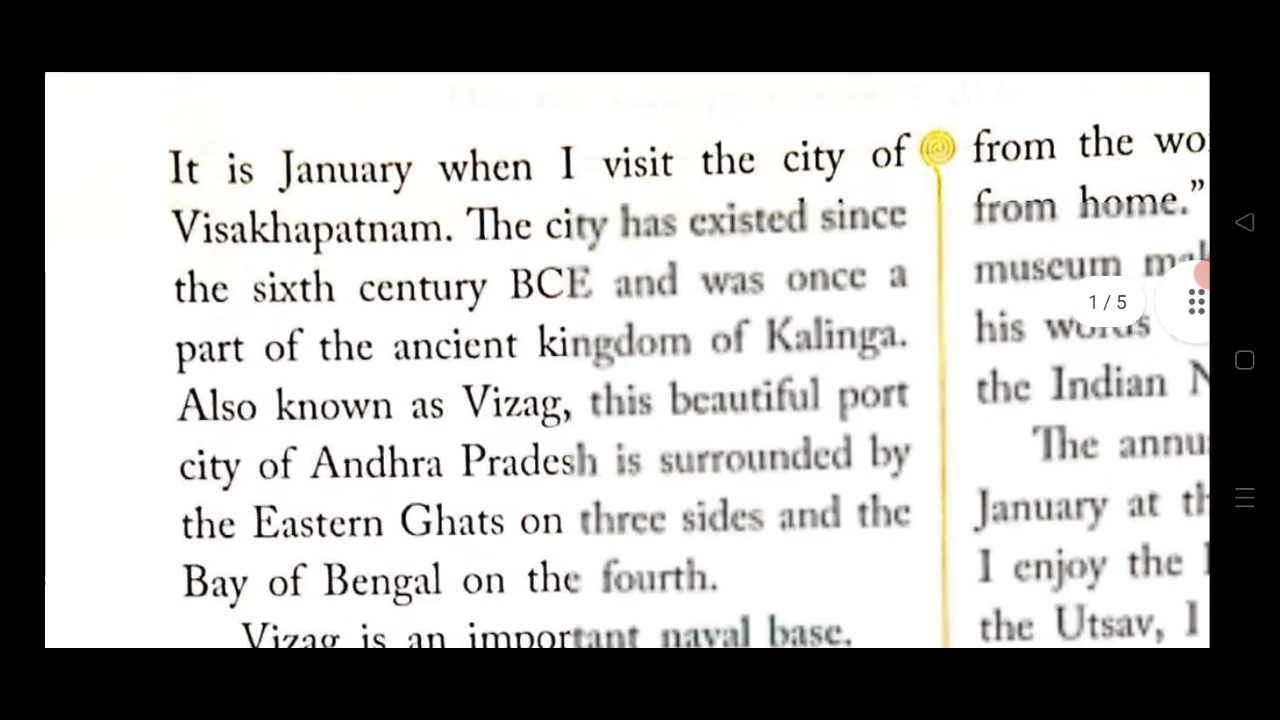 It is January when I visit the city of
Visakhapatnam. The city has existed since
the sixth century BCE and was once a
part of the ancient kingdom of Kalinga.
Also known as Vizag, this beautiful port
city of Andhra Pradesh is surrounded by
the Eastern Ghats on three sides and the
Bay of Bengal on the fourth.
Vizag is an important naval base.
from the
from home."
museum
his words
the Indian
The
January at
I enjoy the
the Utsav, I
1 / 5